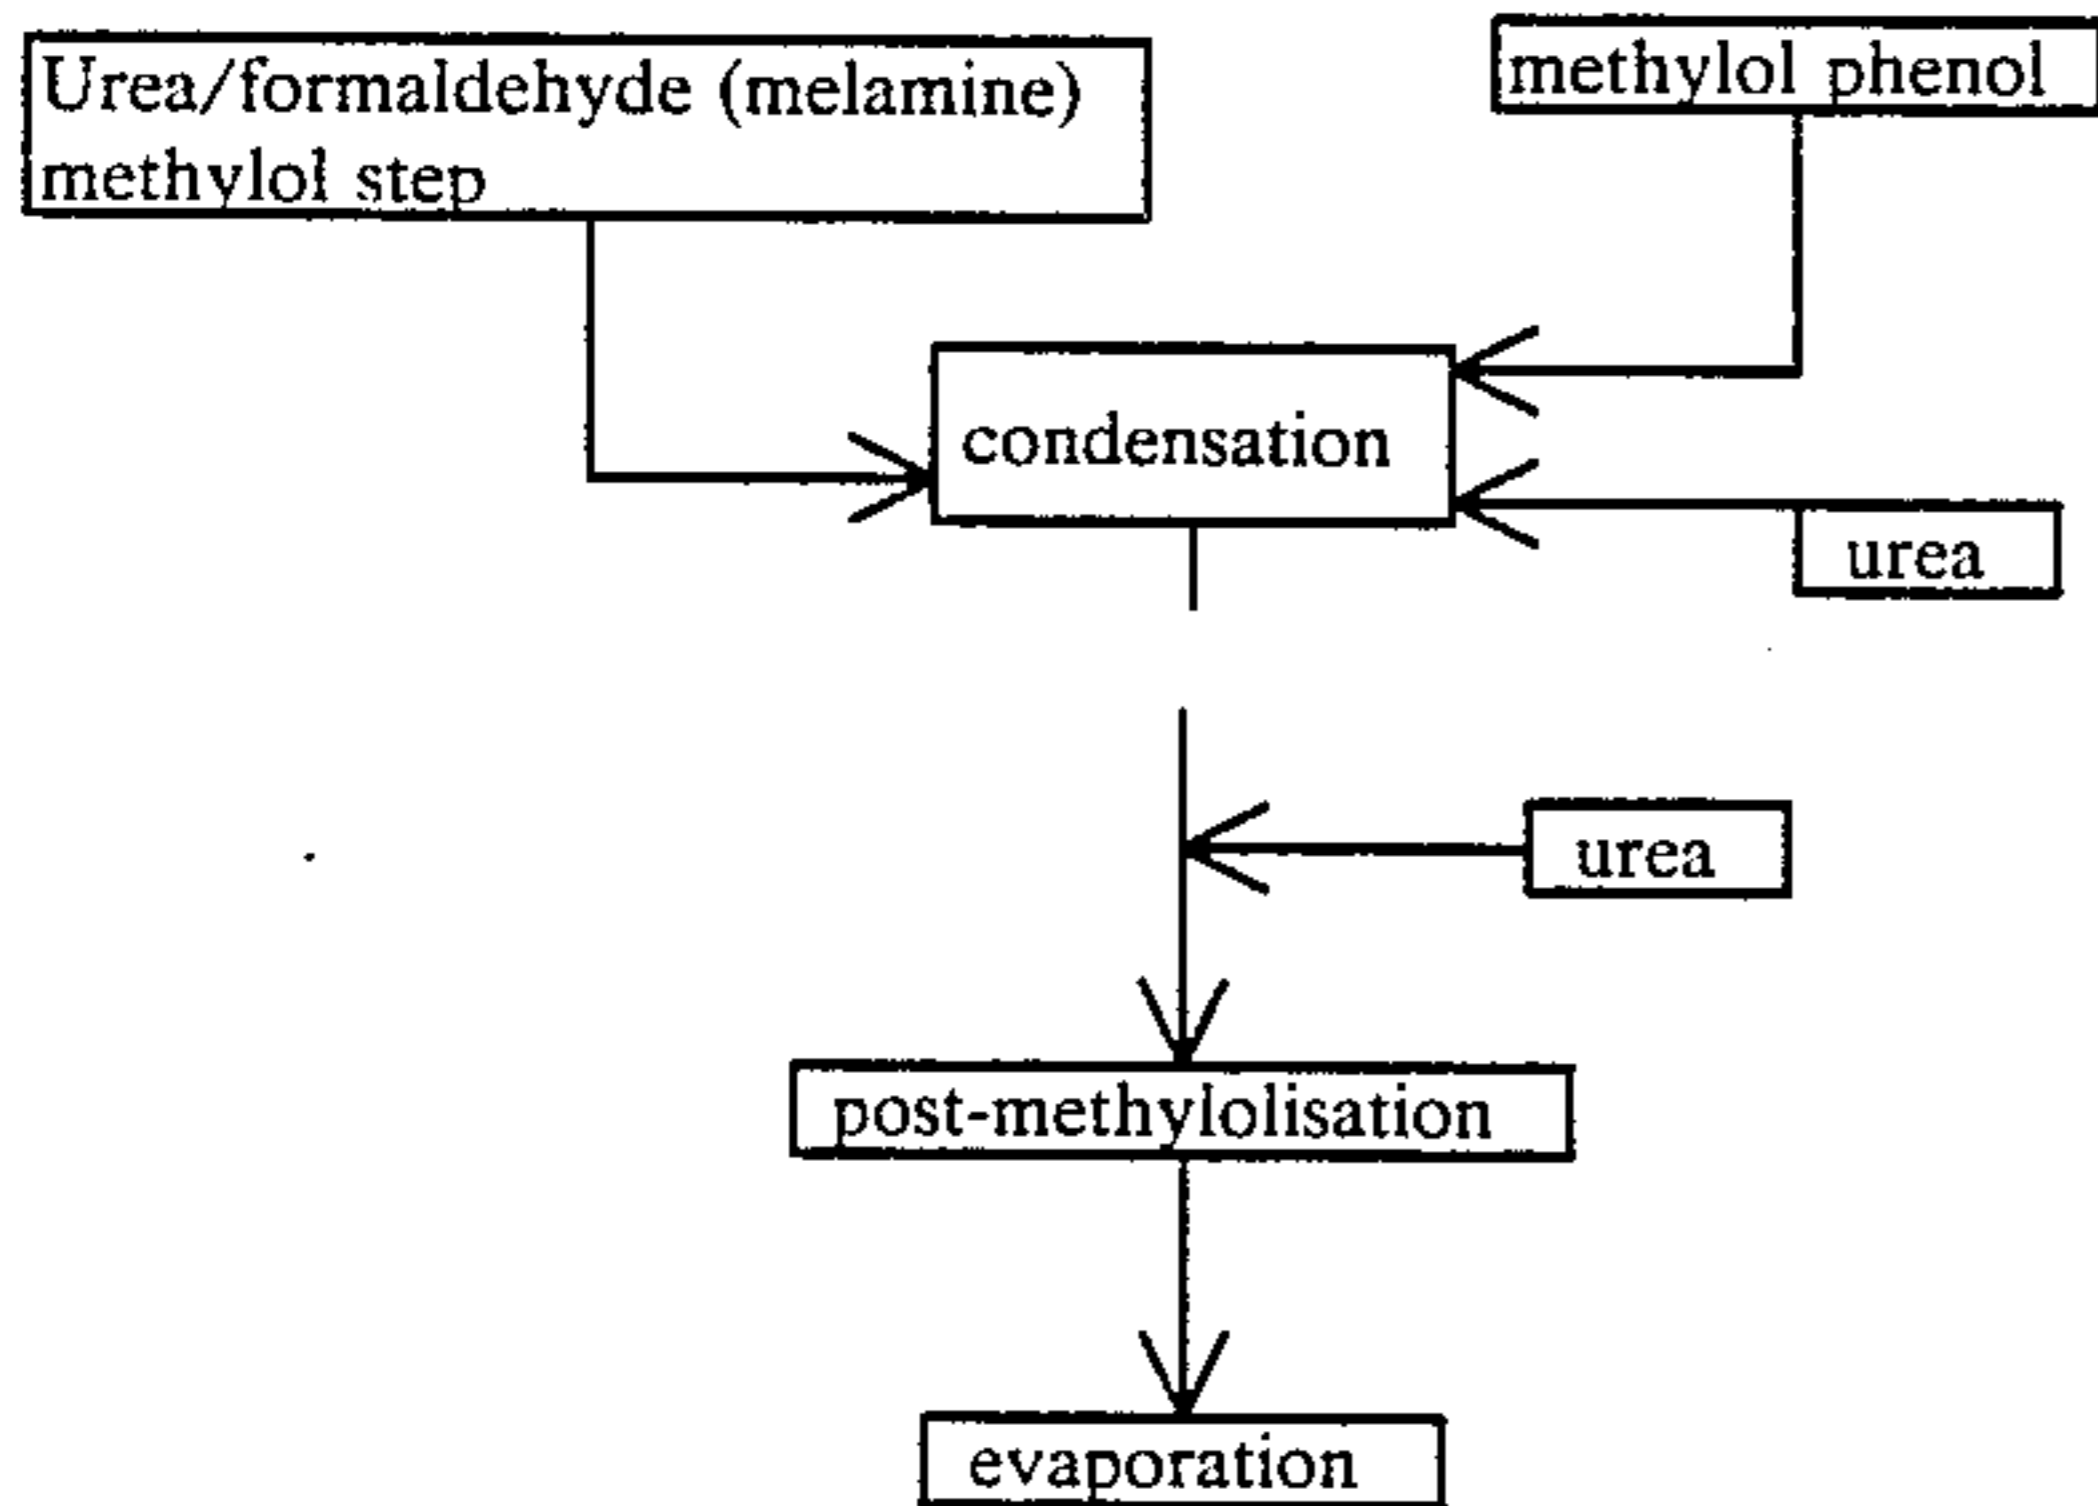 Urea/formaldehyde (melamine)
methylol step
methylol phenol
condensation
urea
urea
post-methylolisation
evaporation